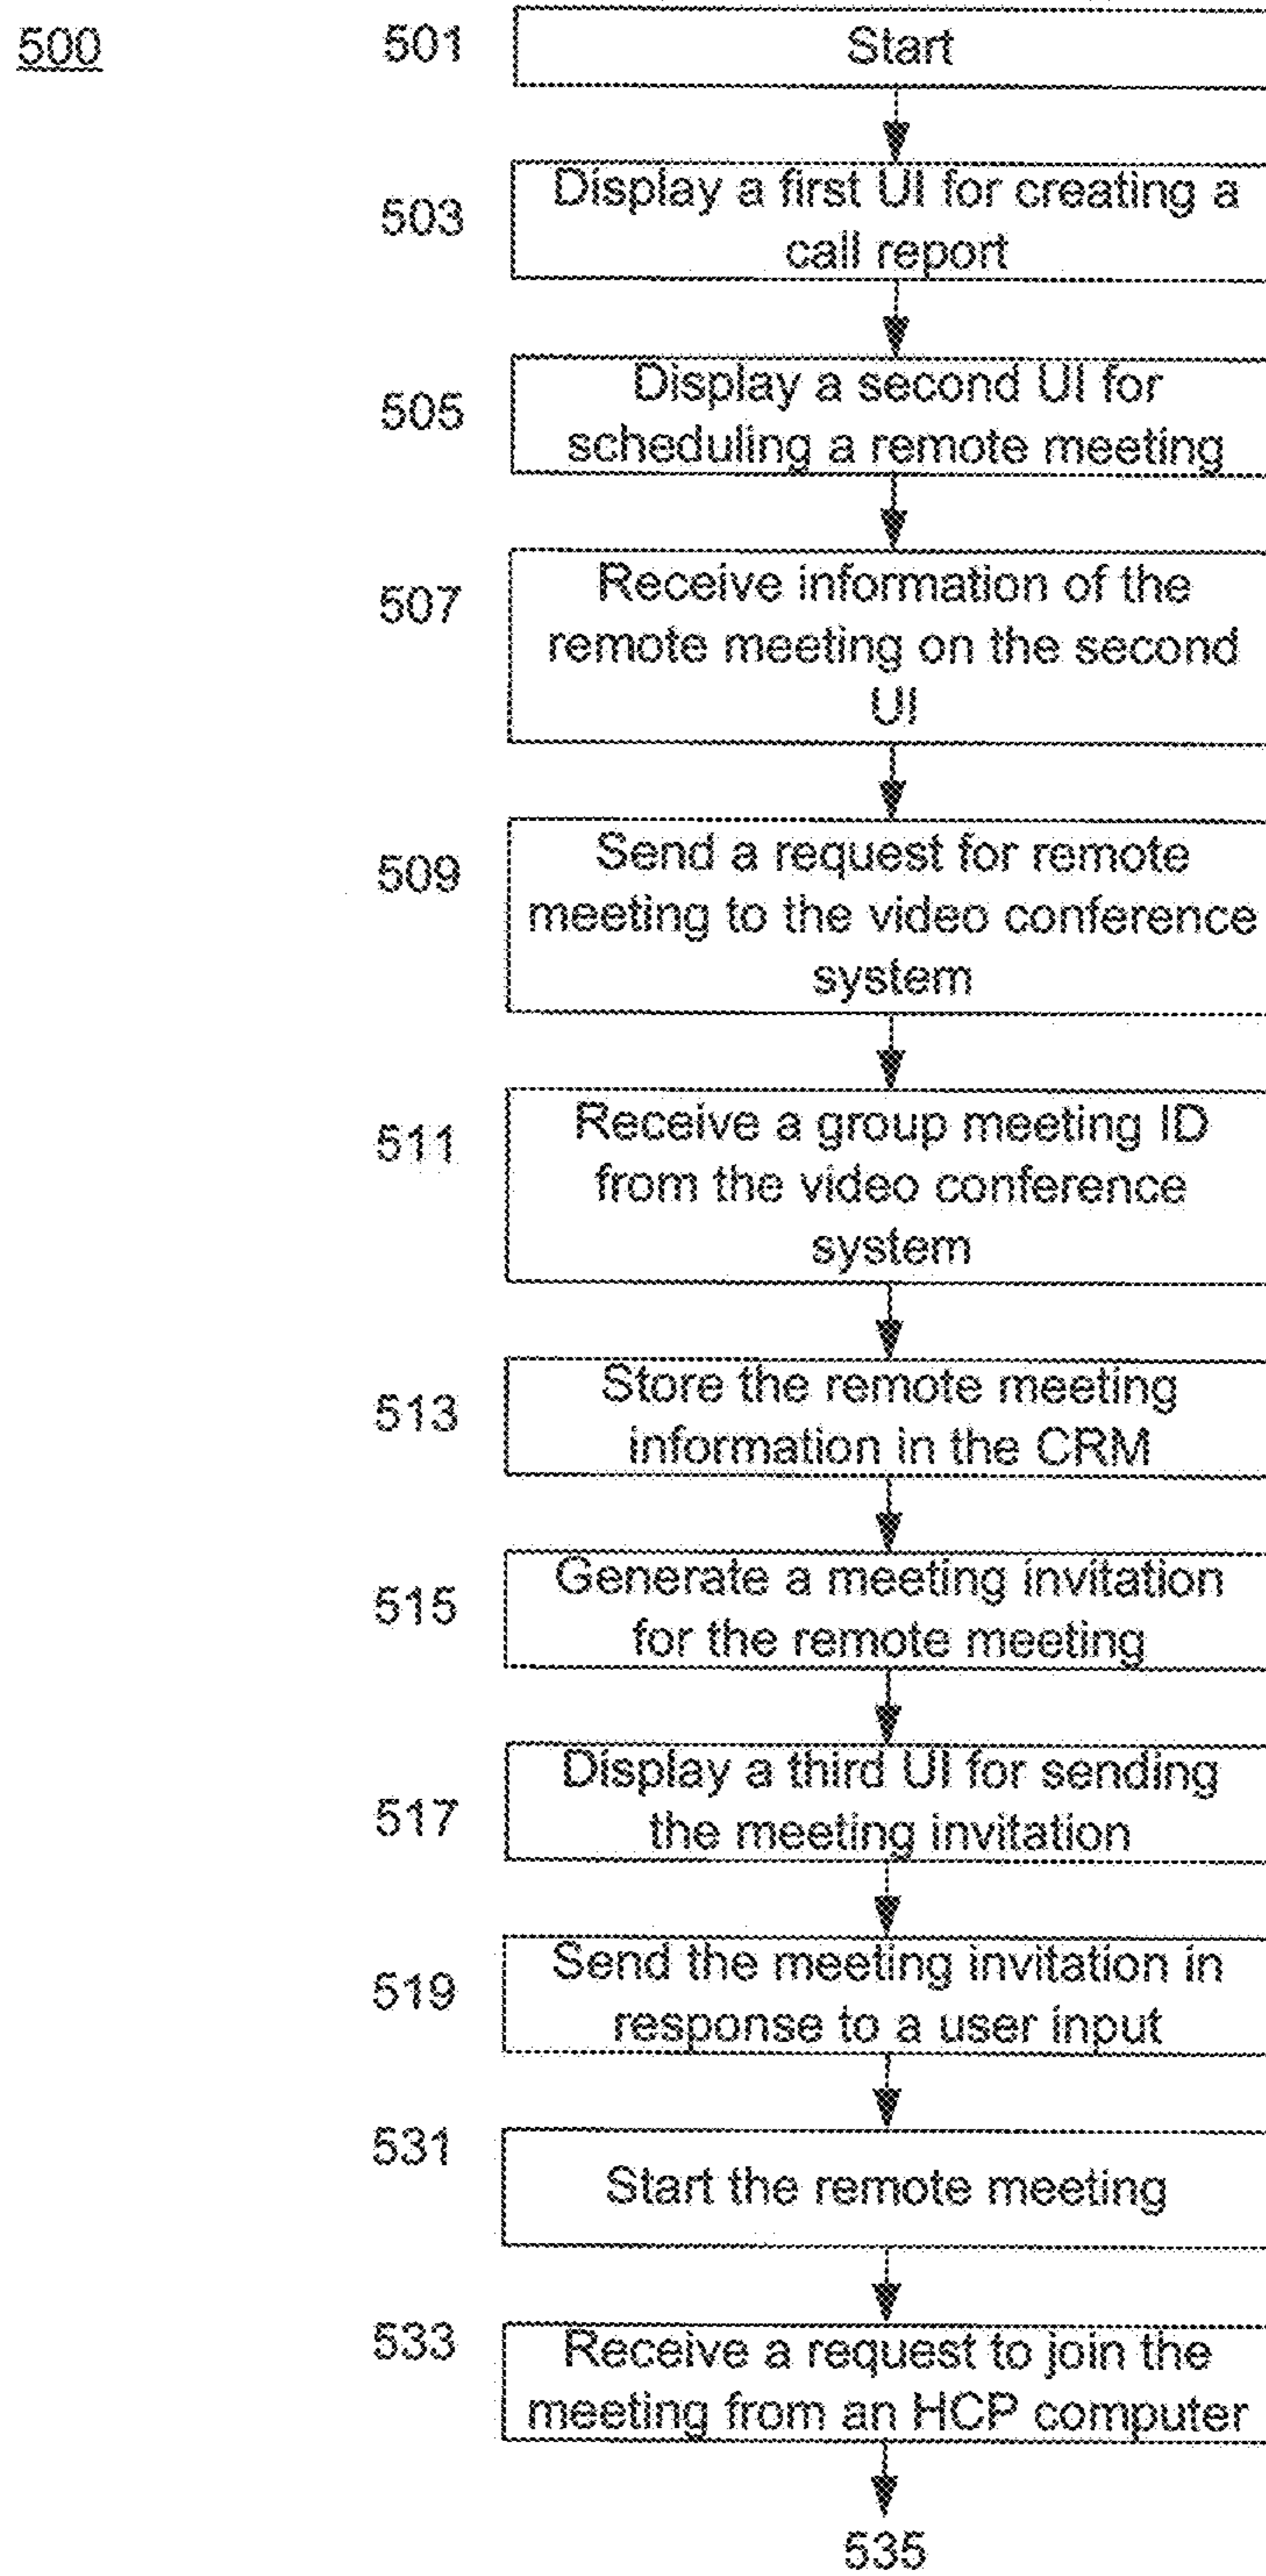 500
501
Start
503
Display a first UI for creating a
call report
505
Display a second UI for
scheduling a remote meeting
507
Receive information of the
remote meeting on the second
UI
509
Send a request for remote
meeting to the video conference
system
511
Receive a group meeting ID
from the video conference
system
513
Store the remote meeting
information in the CRM
515
Generate a meeting invitation
for the remote meeting
517
Display a third UI for sending
the meeting invitation
519
Send the meeting invitation in
response to a user input
531
Start the remote meeting
533
Receive a request to join the
meeting from an HCP computer
535